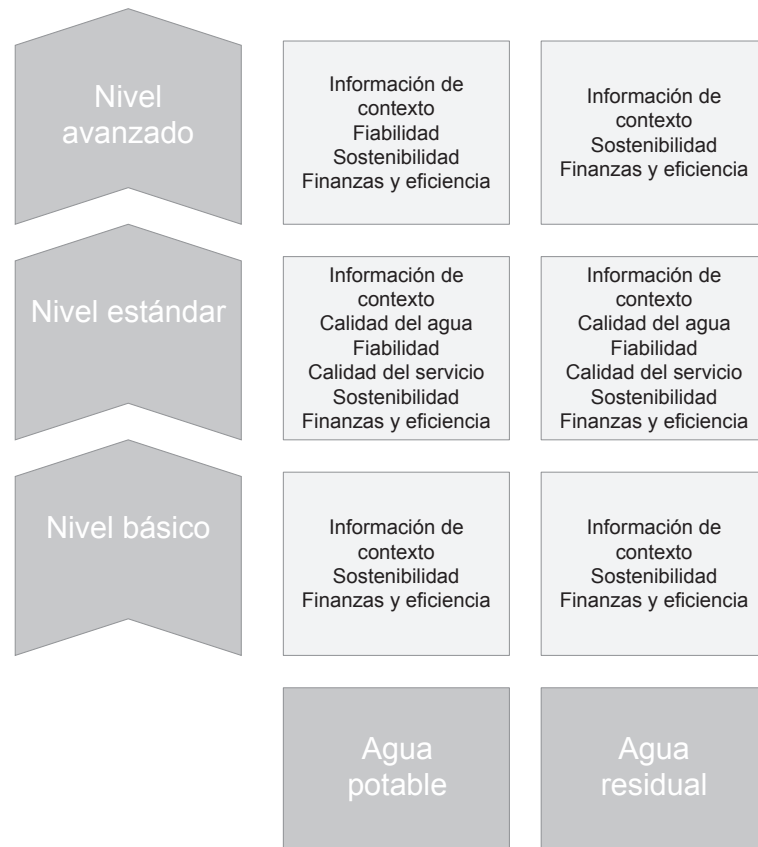 Nivel
avanzado
Información de
contexto
Fiabilidad
Sostenibilidad
Finanzas y eficiencia
Información de
contexto
Sostenibilidad
Finanzas y eficiencia
Nivel estándar
Información de
contexto
Calidad del agua
Fiabilidad
Calidad del servicio
Sostenibilidad
Finanzas y eficiencia
Información de
contexto
Calidad del agua
Fiabilidad
Calidad del servicio
Sostenibilidad
Finanzas y eficiencia
Nivel básico
Información de
contexto
Sostenibilidad
Finanzas y eficiencia
Información de
contexto
Sostenibilidad
Finanzas y eficiencia
Agua
potable
Agua
residual